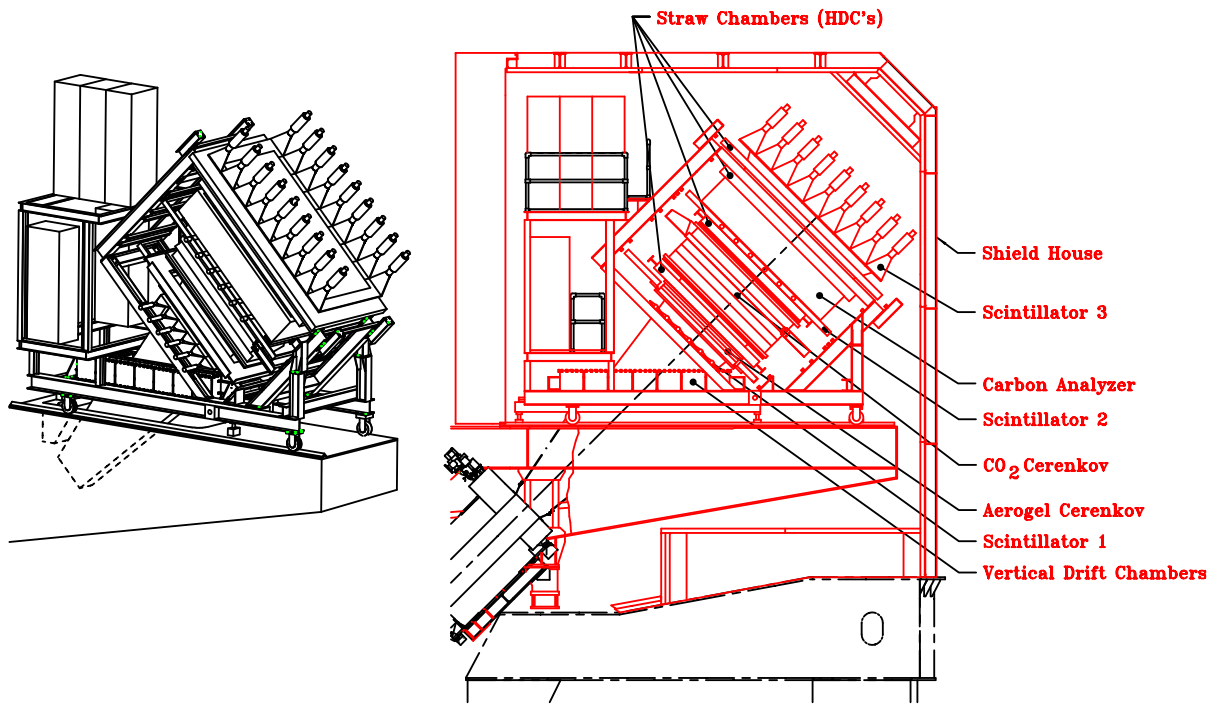 Straw Chambers (HDC's)
Shield House
Scintillator 3
Carbon Analyzer
Scintillator 2
CO2 Cerenkov
Aerogel Cerenkov
Scintillator 1
Vertical Drift Chambers